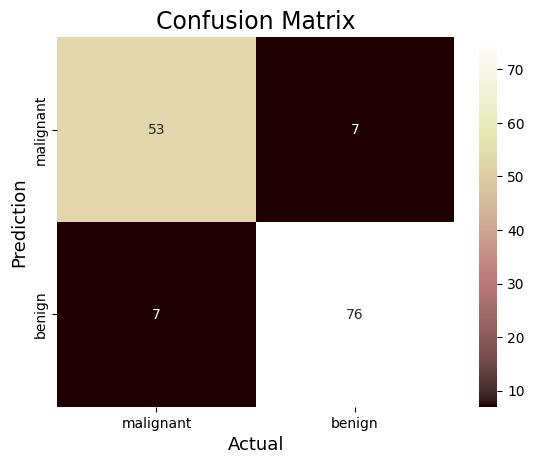 Confusion Matrix
Prediction
malignant
benign
53
7
7
76
malignant
benign
Actual
70
60
50
40
30
20
10